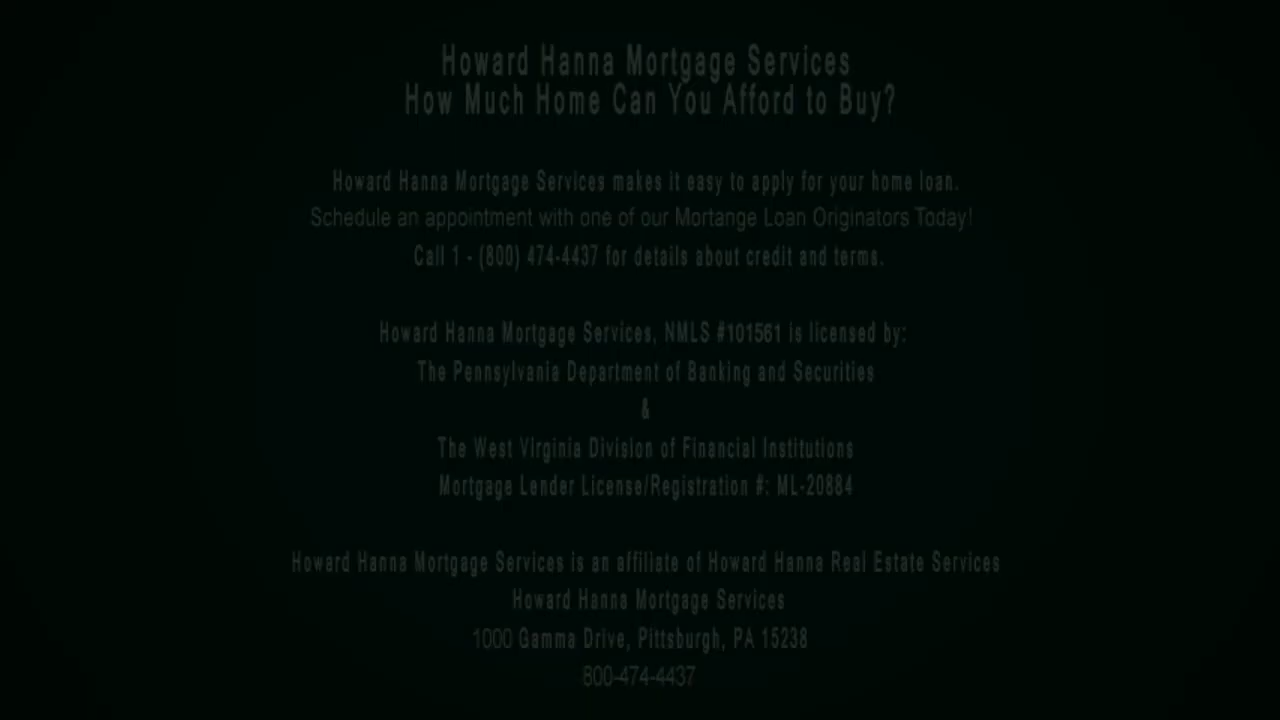 Howard Hanna Mortgage Services
How Much Home Can You Afford to Buy?
Howard Hanna Mortgage Services makes it easy to apply for your home loan.
Schedule an appointment with one of our Mortange Loan Originators Today!
Call 1 - (800) 474-4437 for details about credit and terms.
Howard Hanna Mortgage Services, NMLS #101561 is licensed by:
The Pennsylvania Department of Banking and Securities
&
The West Virginia Division of Financial Institutions
Mortgage Lender License/Registration #: ML-20884
Howard Hanna Mortgage Services is an affiliate of Howard Hanna Real Estate Services
Howard Hanna Mortgage Services
1000 Gamma Drive, Pittsburgh, PA 15238
800-474-4437